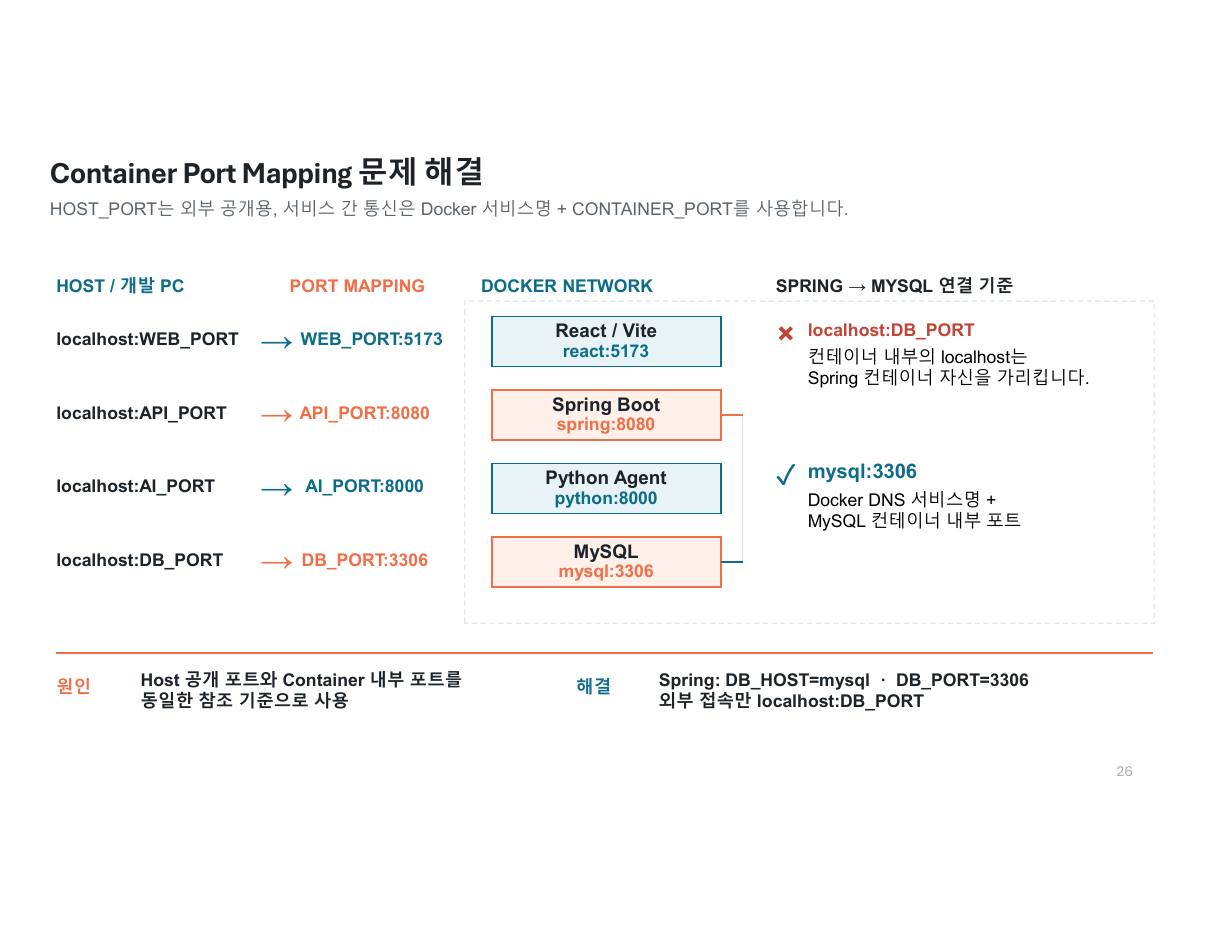 Container Port Mapping 문제 해결
HOST_PORT는 외부 공개용, 서비스 간 통신은 Docker 서비스명 + CONTAINER_PORT를 사용합니다.
HOST / 개발 PC
PORT MAPPING
DOCKER NETWORK
SPRING → MYSQL 연결 기준
localhost:WEB_PORT
→ WEB_PORT:5173
React / Vite
react:5173
✖ localhost:DB_PORT
컨테이너 내부의 localhost는
Spring 컨테이너 자신을 가리킵니다.
localhost:API_PORT
→ API_PORT:8080
Spring Boot
spring:8080
localhost:AI_PORT
→ AI_PORT:8000
Python Agent
python:8000
✓ mysql:3306
Docker DNS 서비스명 +
MySQL 컨테이너 내부 포트
localhost:DB_PORT
→ DB_PORT:3306
MySQL
mysql:3306
원인
Host 공개 포트와 Container 내부 포트를
동일한 참조 기준으로 사용
해결
Spring: DB_HOST=mysql · DB_PORT=3306
외부 접속만 localhost:DB_PORT
26